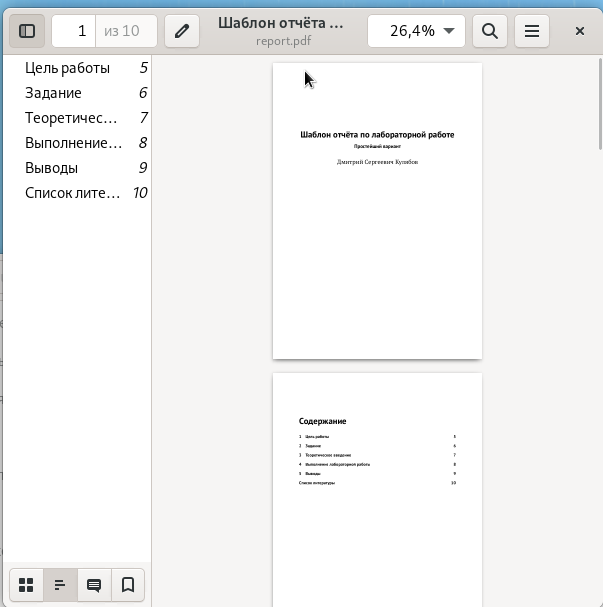 1 из 10
Шаблон отчёта ...
report.pdf
26,4%
Цель работы 5
Задание 6
Теоретичес... 7
Выполнение... 8
Выводы 9
Список лите... 10
Шаблон отчёта по лабораторной работе
Простейший вариант
Дмитрий Сергеевич Кулябов
Содержание
1 Цель работы 5
2 Задание 6
3 Теоретическое введение 7
4 Выполнение лабораторной работы 8
5 Выводы 9
Список литературы 10